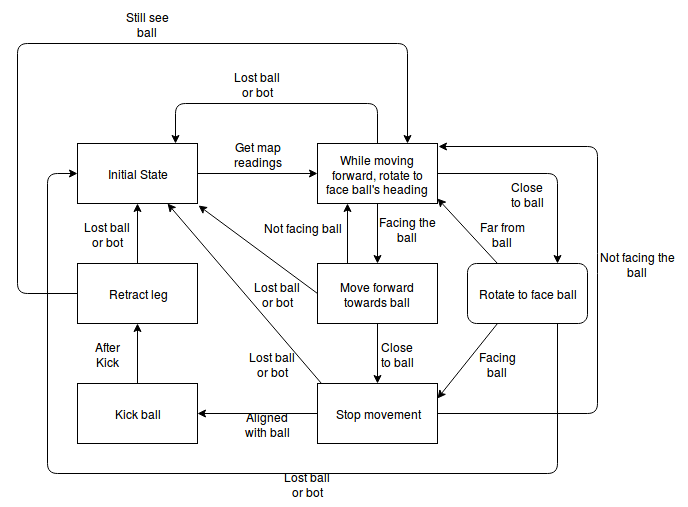 Still see
ball
Lost ball
or bot
Initial State
Get map
readings
While moving
forward, rotate to
face ball's heading
Close
to ball
Lost ball
or bot
Not facing ball
Facing the
ball
Far from
ball
Not facing the
ball
Retract leg
Lost ball
or bot
Move forward
towards ball
Rotate to face ball
After
Kick
Lost ball
or bot
Close
to ball
Facing
ball
Kick ball
Aligned
with ball
Stop movement
Lost ball
or bot